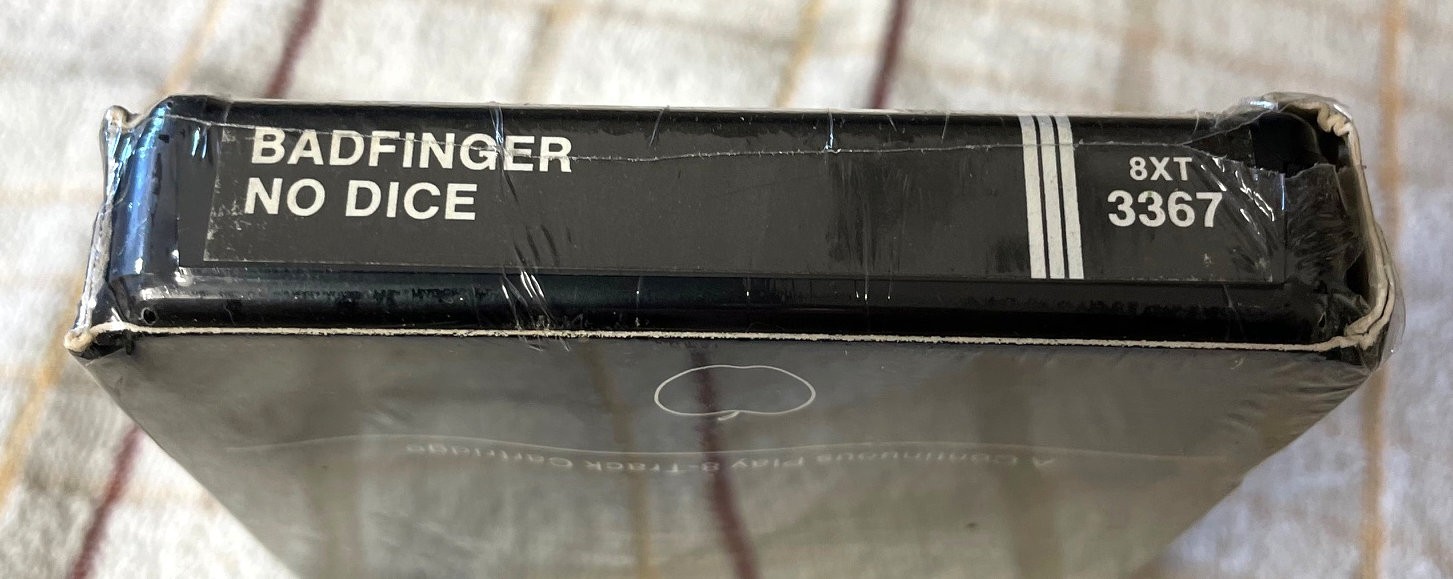 BADFINGER
NO DICE
8XT
3367
A Continuous Play 8-Track Cartridge